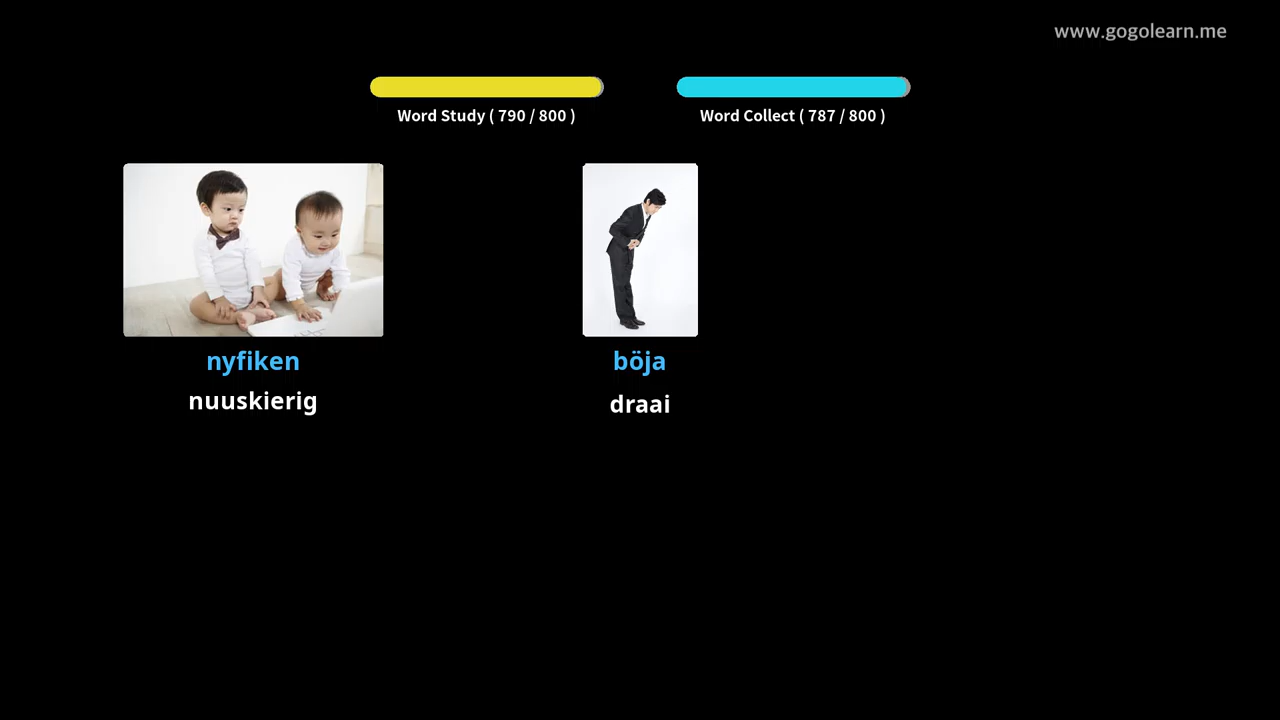 www.gogolearn.me
Word Study ( 790 / 800 )
Word Collect ( 787 / 800 )
nyfiken
nuuskierig
böja
draai